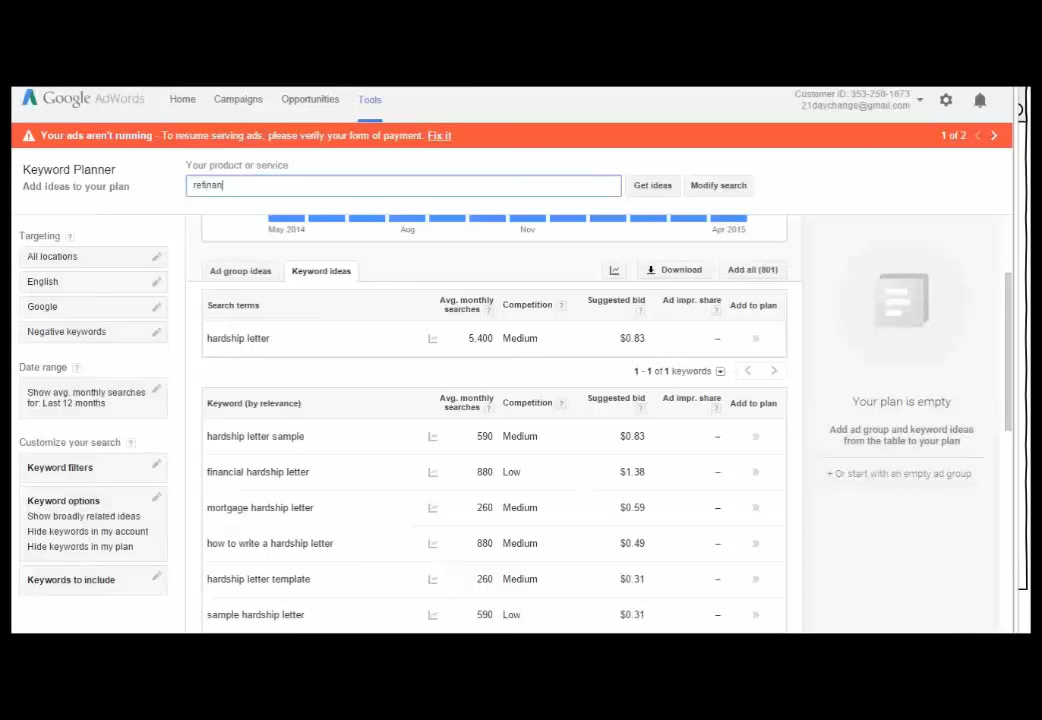 Google AdWords Home Campaigns Opportunities Tools
Customer ID: 353-250-1873
21daychange@gmail.com
Your ads aren't running - To resume serving ads, please verify your form of payment. Fix it 1 of 2
Keyword Planner
Add ideas to your plan
Your product or service
refinan
Get ideas Modify search
May 2014 Aug Nov Apr 2015
Targeting ?
All locations
English
Google
Negative keywords
Date range ?
Show avg. monthly searches
for: Last 12 months
Customize your search ?
Keyword filters
Keyword options
Show broadly related ideas
Hide keywords in my account
Hide keywords in my plan
Keywords to include
Ad group ideas Keyword ideas Download Add all (801)
Search terms Avg. monthly searches ? Competition ? Suggested bid ? Ad impr. share ? Add to plan
hardship letter 5,400 Medium $0.83 –
1 - 1 of 1 keywords
Keyword (by relevance) Avg. monthly searches ? Competition ? Suggested bid ? Ad impr. share ? Add to plan
hardship letter sample 590 Medium $0.83 –
financial hardship letter 880 Low $1.38 –
mortgage hardship letter 260 Medium $0.59 –
how to write a hardship letter 880 Medium $0.49 –
hardship letter template 260 Medium $0.31 –
sample hardship letter 590 Low $0.31 –
Your plan is empty
Add ad group and keyword ideas
from the table to your plan
+ Or start with an empty ad group